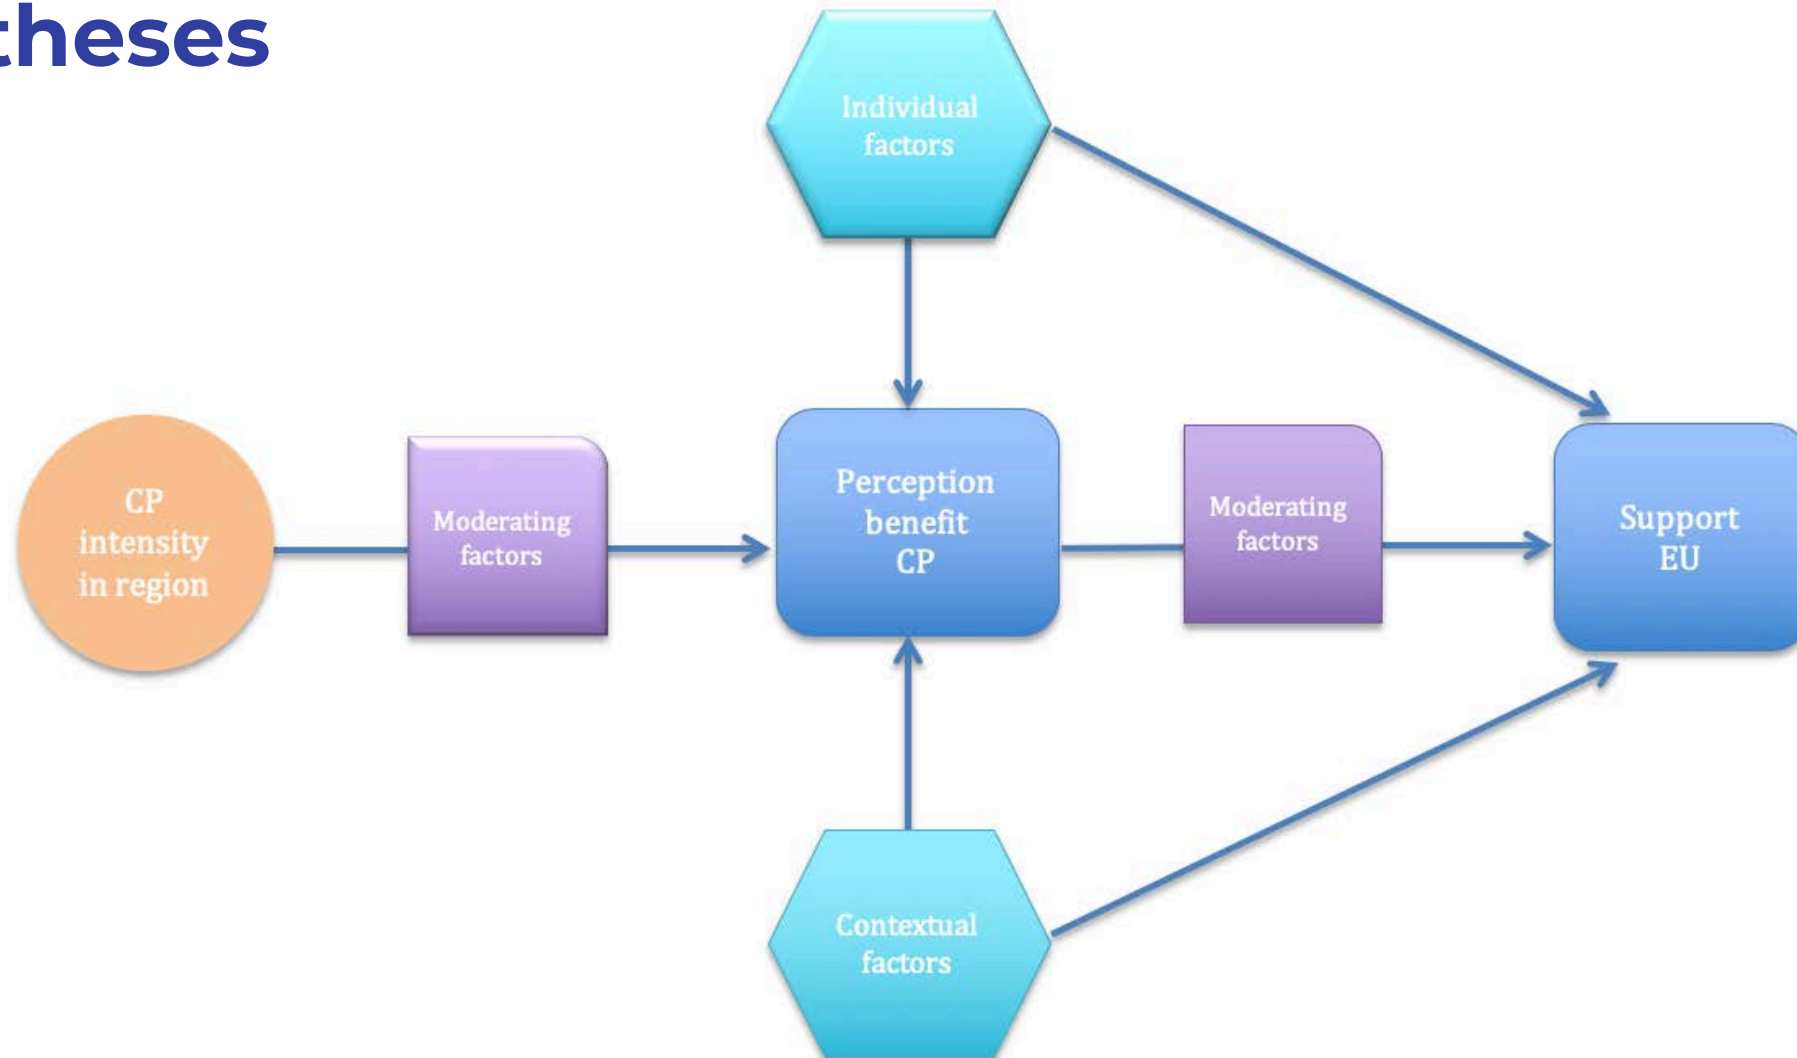 theses
Individual
factors
CP
intensity
in region
Moderating
factors
Perception
benefit
CP
Moderating
factors
Support
EU
Contextual
factors